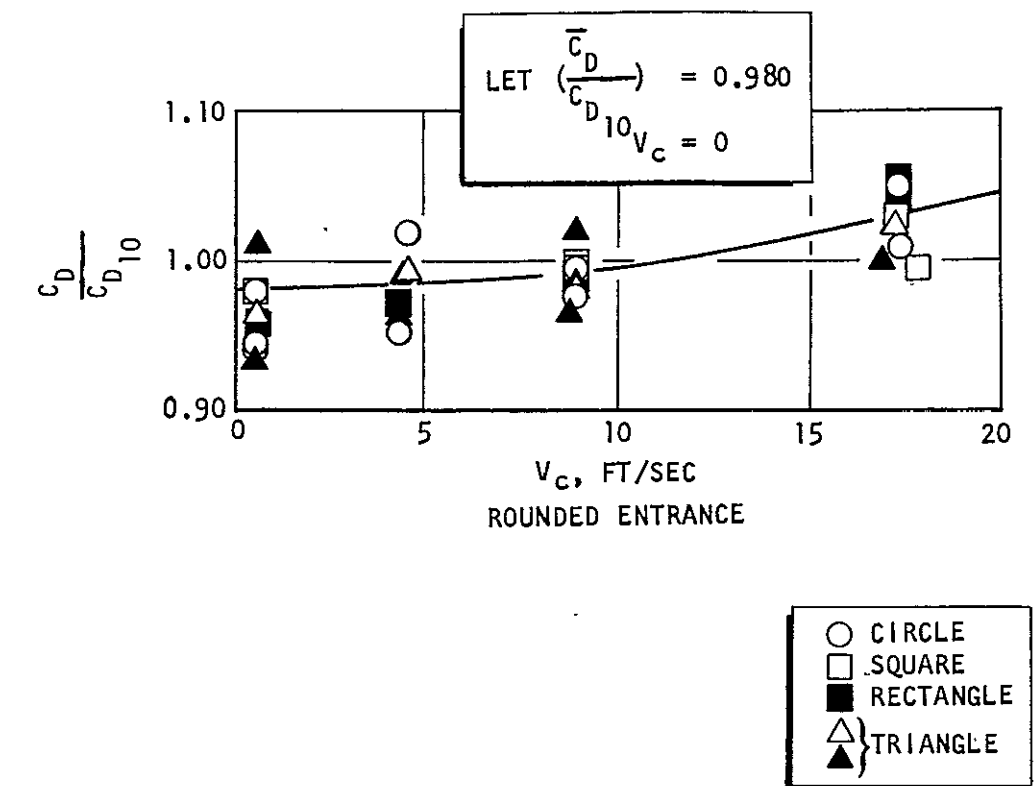 LET (C̅D/CD10) = 0.980
Vc = 0
1.10
1.00
0.90
CD/CD10
0 5 10 15 20
Vc, FT/SEC
ROUNDED ENTRANCE
CIRCLE
SQUARE
RECTANGLE
TRIANGLE